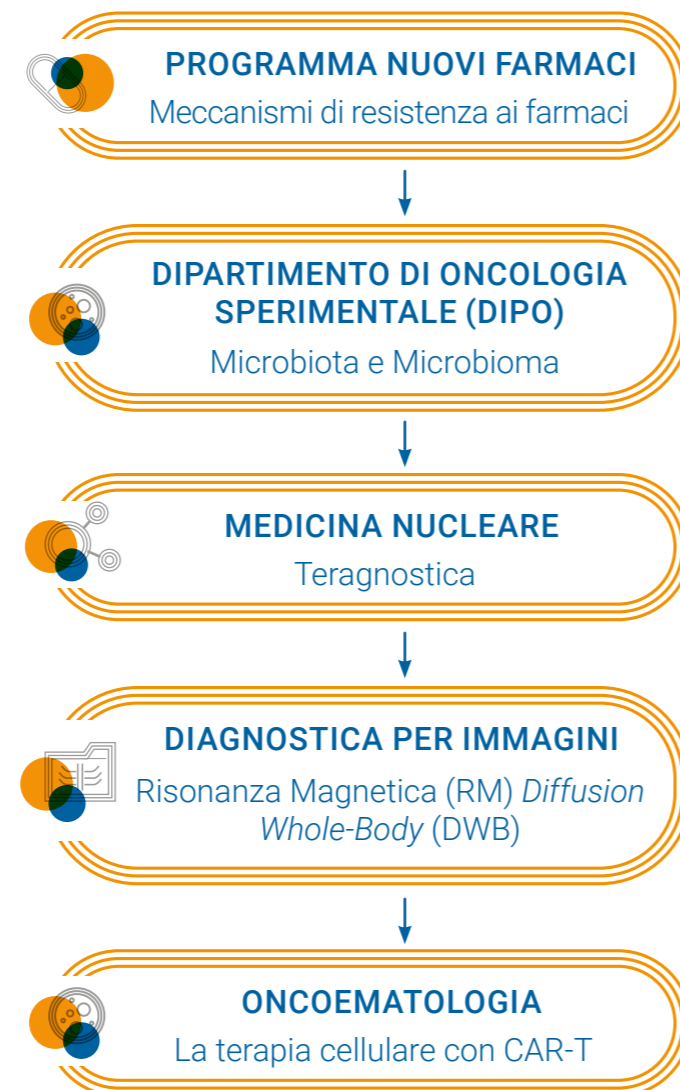 PROGRAMMA NUOVI FARMACI
Meccanismi di resistenza ai farmaci
DIPARTIMENTO DI ONCOLOGIA
SPERIMENTALE (DIPO)
Microbiota e Microbioma
MEDICINA NUCLEARE
Teragnostica
DIAGNOSTICA PER IMMAGINI
Risonanza Magnetica (RM) Diffusion
Whole-Body (DWB)
ONCOEMATOLOGIA
La terapia cellulare con CAR-T